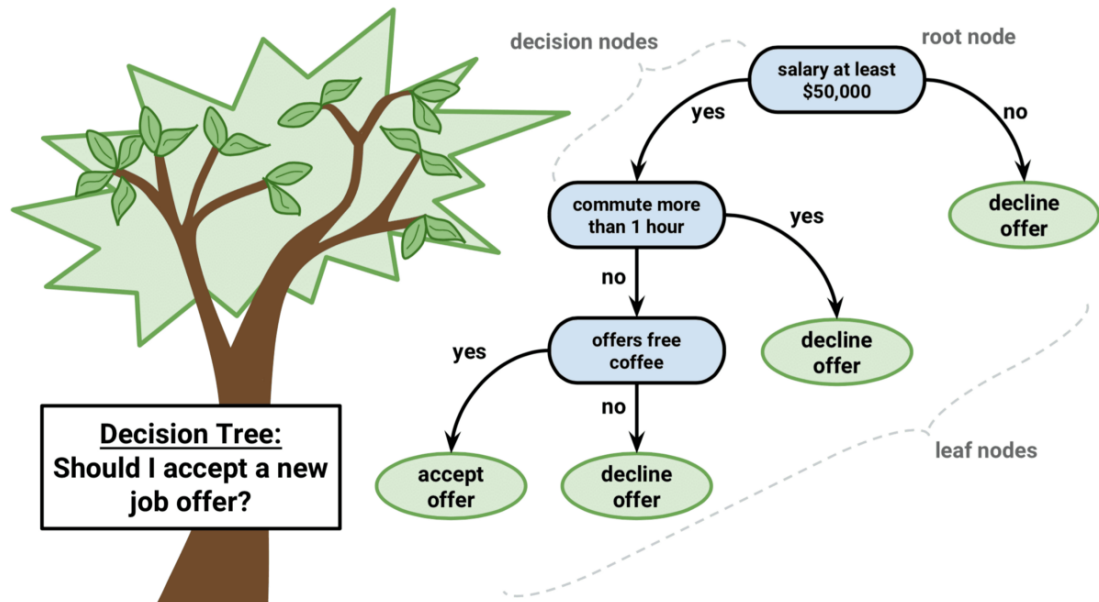 decision nodes
root node
salary at least
$50,000
yes
no
commute more
than 1 hour
decline
offer
yes
no
offers free
coffee
decline
offer
yes
no
accept
offer
decline
offer
leaf nodes
Decision Tree:
Should I accept a new
job offer?